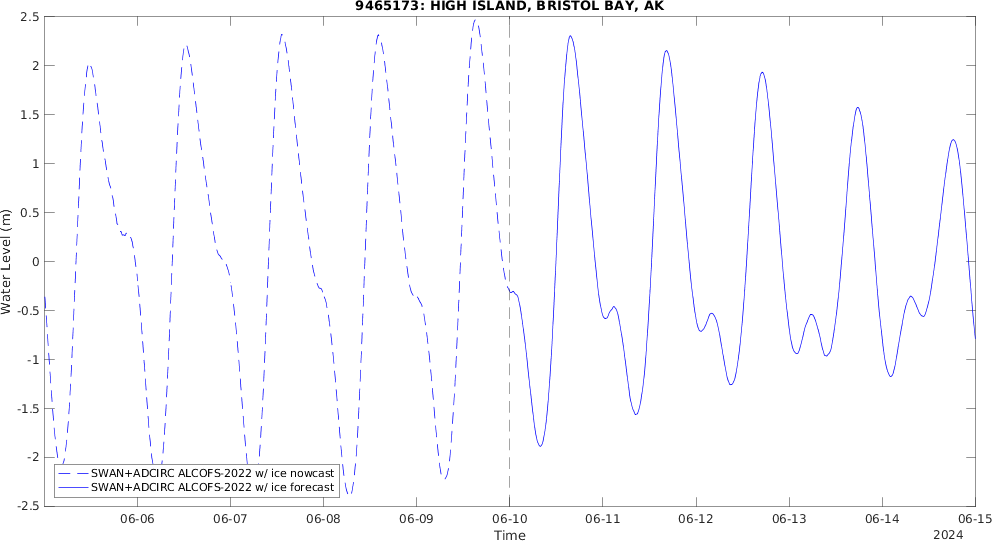 9465173: HIGH ISLAND, BRISTOL BAY, AK
Water Level (m)
2.5
2
1.5
1
0.5
0
-0.5
-1
-1.5
-2
-2.5
SWAN+ADCIRC ALCOFS-2022 w/ ice nowcast
SWAN+ADCIRC ALCOFS-2022 w/ ice forecast
06-06 06-07 06-08 06-09 06-10 06-11 06-12 06-13 06-14 06-15
Time
2024